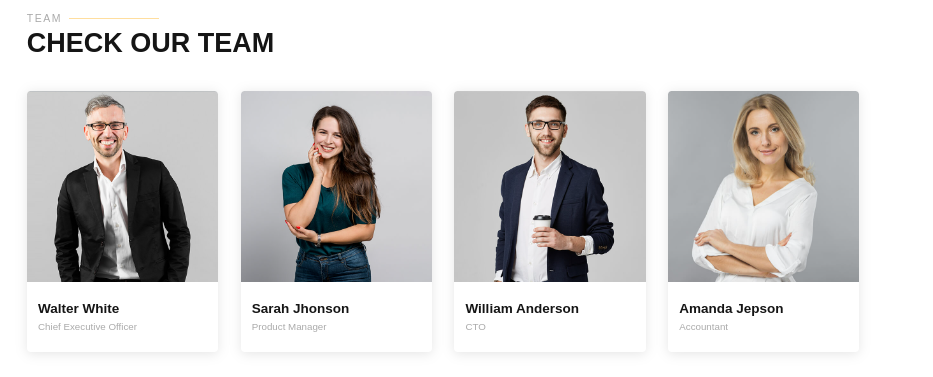 TEAM
CHECK OUR TEAM
Walter White
Chief Executive Officer
Sarah Jhonson
Product Manager
William Anderson
CTO
Amanda Jepson
Accountant